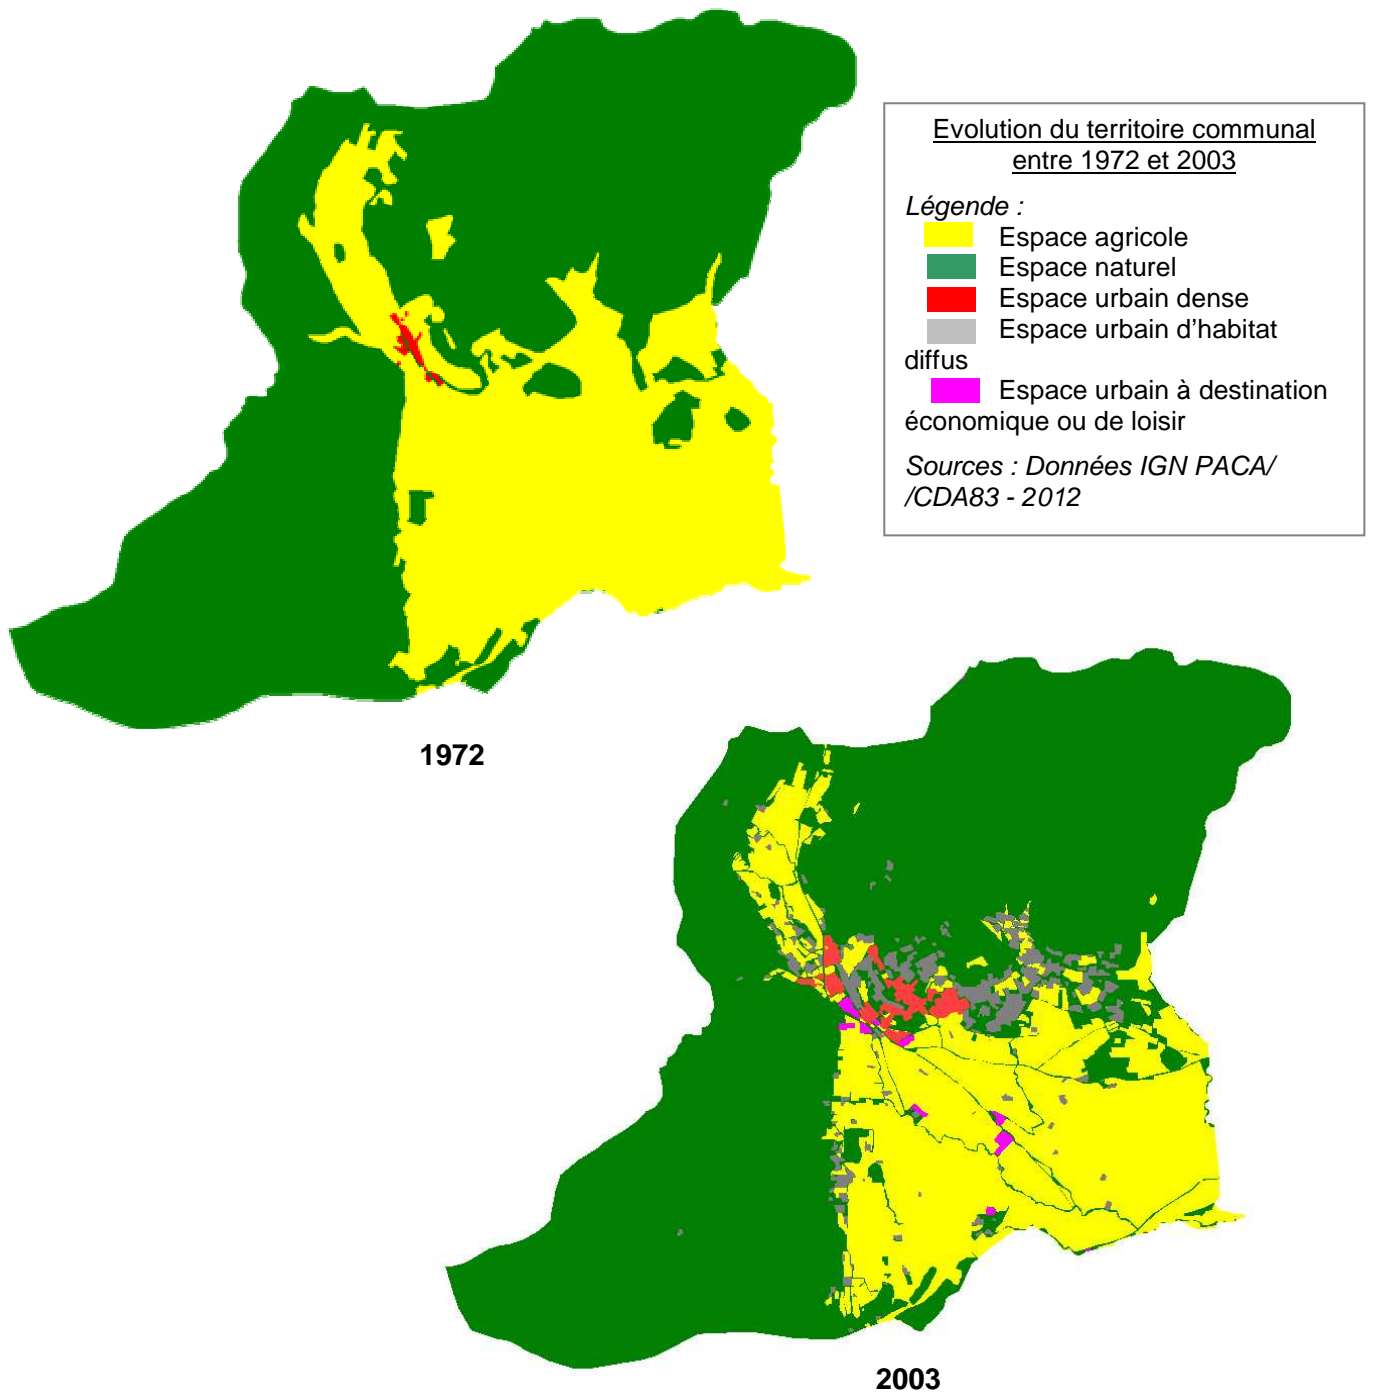 Evolution du territoire communal
entre 1972 et 2003
Légende :
Espace agricole
Espace naturel
Espace urbain dense
Espace urbain d'habitat
diffus
Espace urbain à destination
économique ou de loisir
Sources : Données IGN PACA/
/CDA83 - 2012
1972
2003